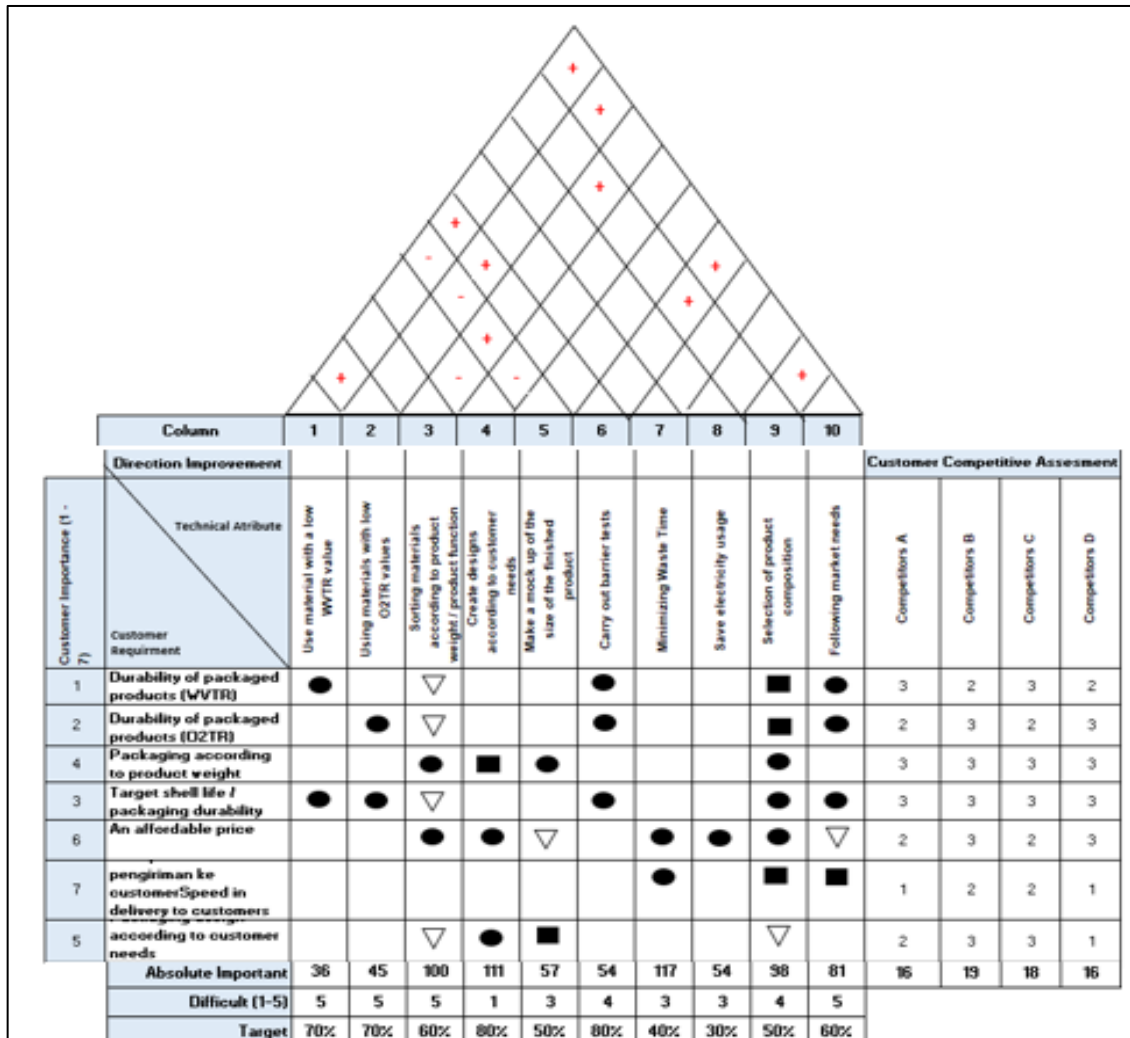 Column 1 2 3 4 5 6 7 8 9 10
Direction Improvement
Customer Competitive Assesment
Customer Importance (1 -
7)
Technical Atribute
Customer
Requirment
Use material with a low
WVTR value
Using materials with low
O2TR values
Sorting materials
according to product
weight / product function
Create designs
according to customer
needs
Make a mock up of the
size of the finished
product
Carry out barrier tests
Minimizing Waste Time
Save electricity usage
Selection of product
composition
Following market needs
Competitors A
Competitors B
Competitors C
Competitors D
1 Durability of packaged
products (WVTR)
3 2 3 2
2 Durability of packaged
products (O2TR)
2 3 2 3
4 Packaging according
to product weight
3 3 3 3
3 Target shell life /
packaging durability
3 3 3 3
6 An affordable price
2 3 2 3
7 pengiriman ke
customerSpeed in
delivery to customers
1 2 2 1
5
according to customer
needs
2 3 3 1
Absolute Important 36 45 100 111 57 54 117 54 98 81 16 19 18 16
Difficult (1-5) 5 5 5 1 3 4 3 3 4 5
Target 70% 70% 60% 80% 50% 80% 40% 30% 50% 60%